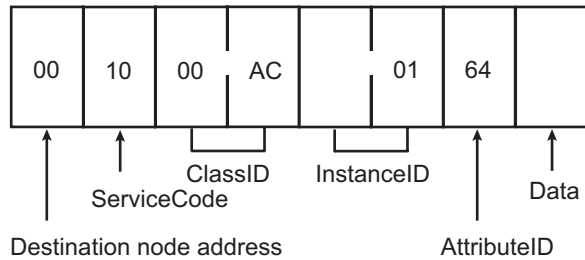 00 10 00 AC 01 64
ClassID InstanceID
ServiceCode Data
Destination node address AttributeID